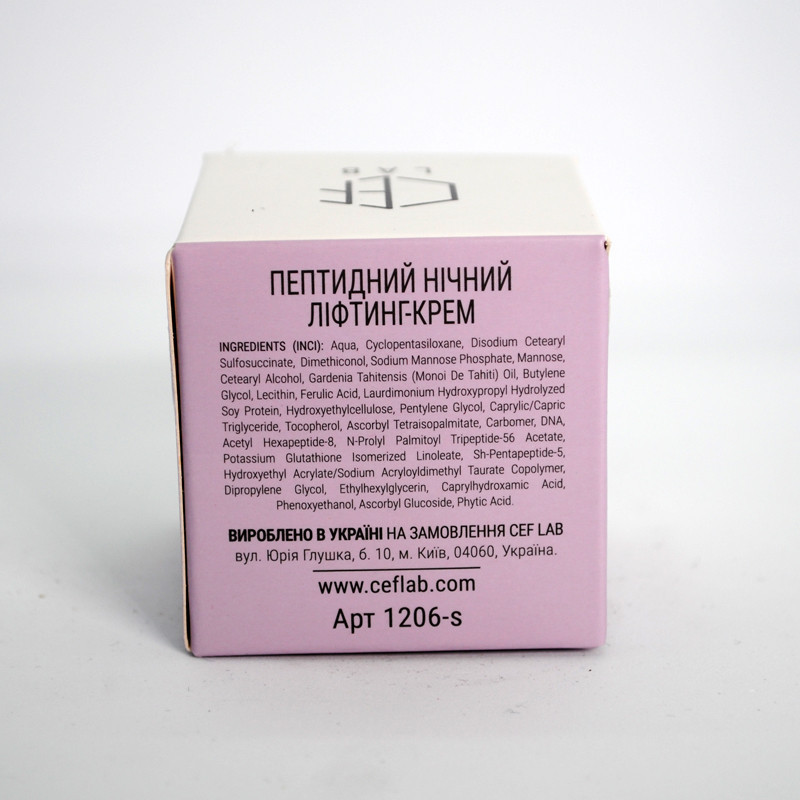 LAB
CEF
ПЕПТИДНИЙ НІЧНИЙ
ЛІФТИНГ-КРЕМ
INGREDIENTS (INCI): Aqua, Cyclopentasiloxane, Disodium Cetearyl
Sulfosuccinate, Dimethiconol, Sodium Mannose Phosphate, Mannose,
Cetearyl Alcohol, Gardenia Tahitensis (Monoi De Tahiti) Oil, Butylene
Glycol, Lecithin, Ferulic Acid, Laurdimonium Hydroxypropyl Hydrolyzed
Soy Protein, Hydroxyethylcellulose, Pentylene Glycol, Caprylic/Capric
Triglyceride, Tocopherol, Ascorbyl Tetraisopalmitate, Carbomer, DNA,
Acetyl Hexapeptide-8, N-Prolyl Palmitoyl Tripeptide-56 Acetate,
Potassium Glutathione Isomerized Linoleate, Sh-Pentapeptide-5,
Hydroxyethyl Acrylate/Sodium Acryloyldimethyl Taurate Copolymer,
Dipropylene Glycol, Ethylhexylglycerin, Caprylhydroxamic Acid,
Phenoxyethanol, Ascorbyl Glucoside, Phytic Acid.
ВИРОБЛЕНО В УКРАЇНІ НА ЗАМОВЛЕННЯ CEF LAB
вул. Юрія Глушка, б. 10, м. Київ, 04060, Україна.
www.ceflab.com
Арт 1206-s